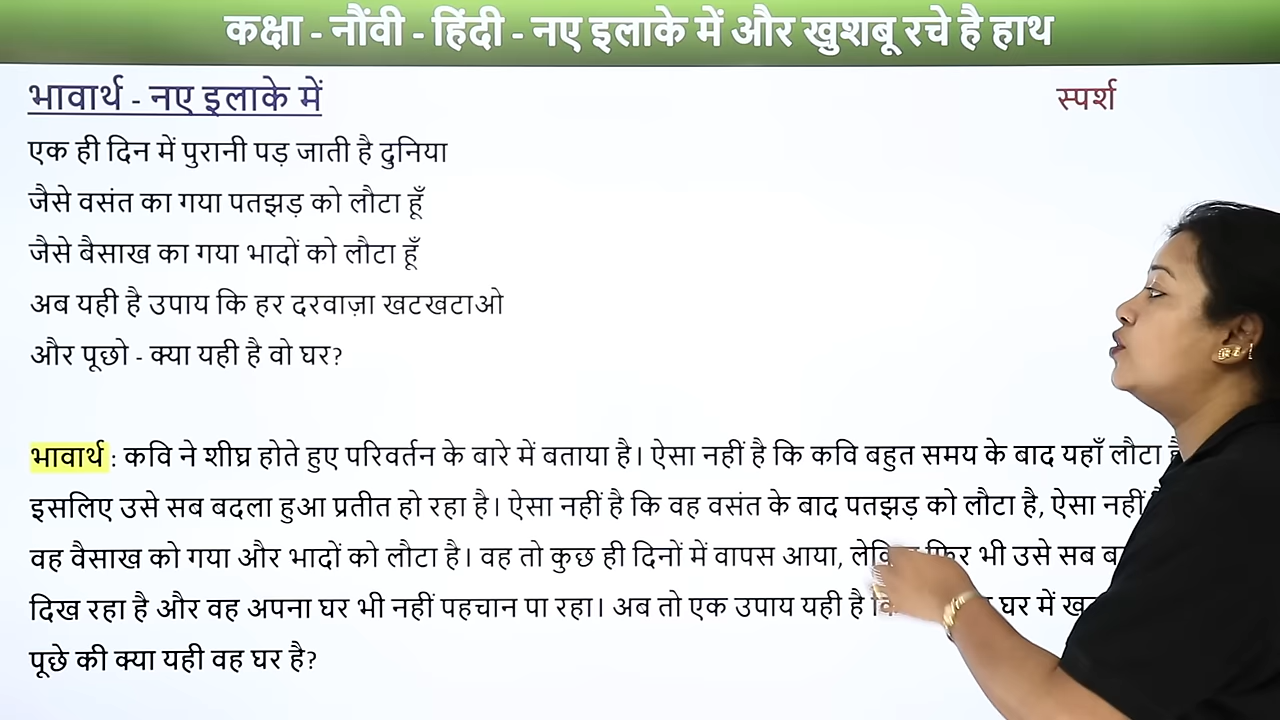 कक्षा - नौंवी - हिंदी - नए इलाके में और खुशबू रचे है हाथ
भावार्थ - नए इलाके में
स्पर्श
एक ही दिन में पुरानी पड़ जाती है दुनिया
जैसे वसंत का गया पतझड़ को लौटा हूँ
जैसे बैसाख का गया भादों को लौटा हूँ
अब यही है उपाय कि हर दरवाज़ा खटखटाओ
और पूछो - क्या यही है वो घर?
भावार्थ : कवि ने शीघ्र होते हुए परिवर्तन के बारे में बताया है। ऐसा नहीं है कि कवि बहुत समय के बाद यहाँ लौटा
इसलिए उसे सब बदला हुआ प्रतीत हो रहा है। ऐसा नहीं है कि वह वसंत के बाद पतझड़ को लौटा है, ऐसा नहीं
वह वैसाख को गया और भादों को लौटा है। वह तो कुछ ही दिनों में वापस आया, फिर भी उसे सब
दिख रहा है और वह अपना घर भी नहीं पहचान पा रहा। अब तो एक उपाय यही है घर में
पूछे की क्या यही वह घर है?